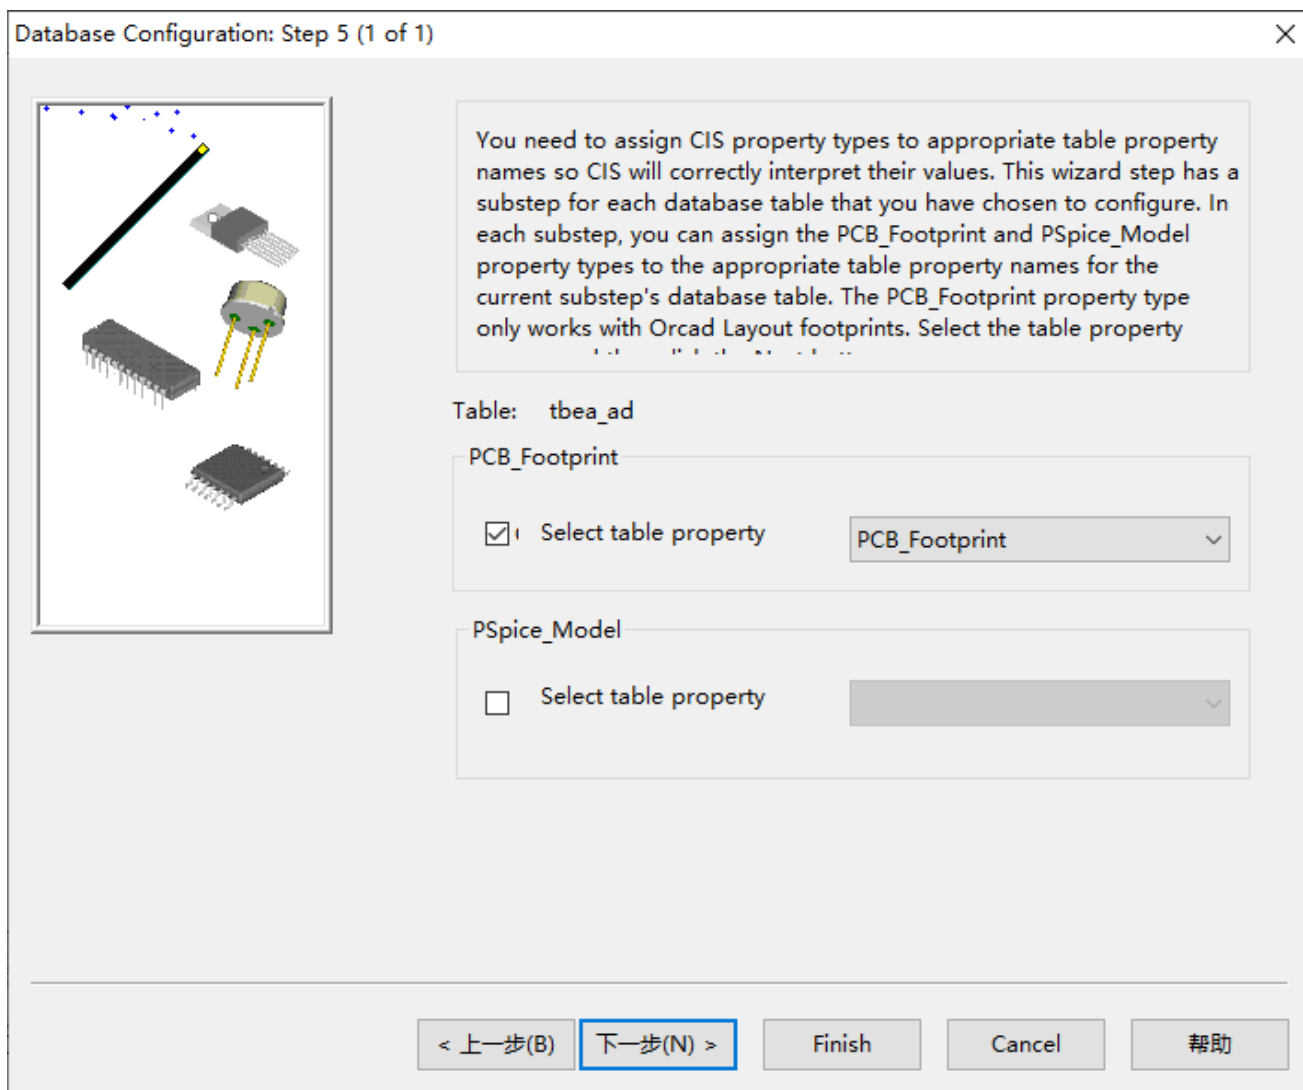 Database Configuration: Step 5 (1 of 1)
You need to assign CIS property types to appropriate table property
names so CIS will correctly interpret their values. This wizard step has a
substep for each database table that you have chosen to configure. In
each substep, you can assign the PCB_Footprint and PSpice_Model
property types to the appropriate table property names for the
current substep's database table. The PCB_Footprint property type
only works with Orcad Layout footprints. Select the table property
Table: tbea_ad
PCB_Footprint
Select table property
PCB_Footprint
PSpice_Model
Select table property
< 上一步(B)
下一步(N) >
Finish
Cancel
帮助